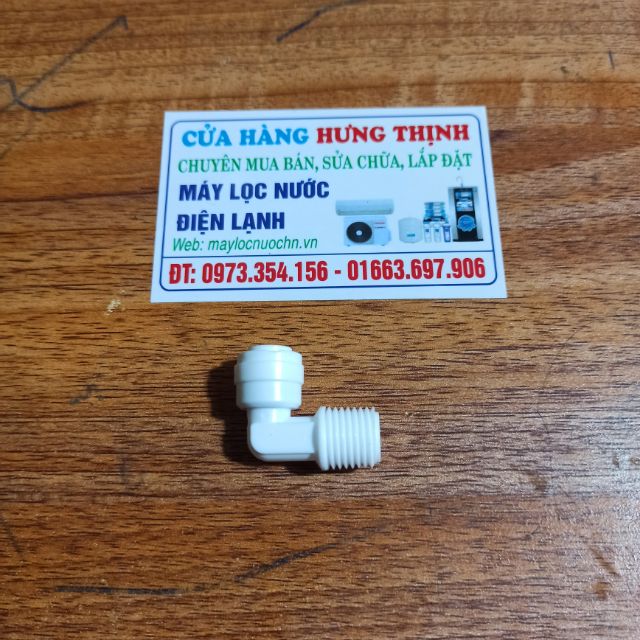 CỬA HÀNG HƯNG THỊNH
CHUYÊN MUA BÁN, SỬA CHỮA, LẮP ĐẶT
MÁY LỌC NƯỚC
ĐIỆN LẠNH
Web: maylocnuochn.vn
ĐT: 0973.354.156 - 01663.697.906